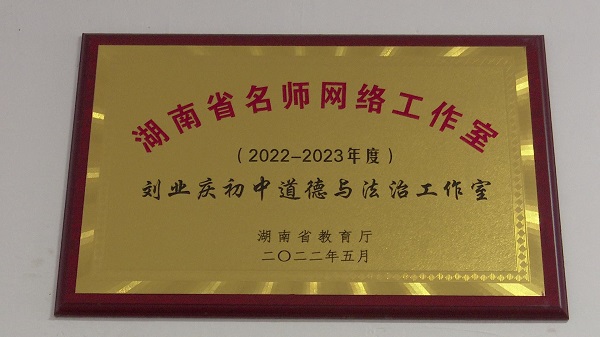 湖南省名师网络工作室
（2022-2023年度）
刘业庆初中道德与法治工作室
湖南省教育厅
二〇二二年五月